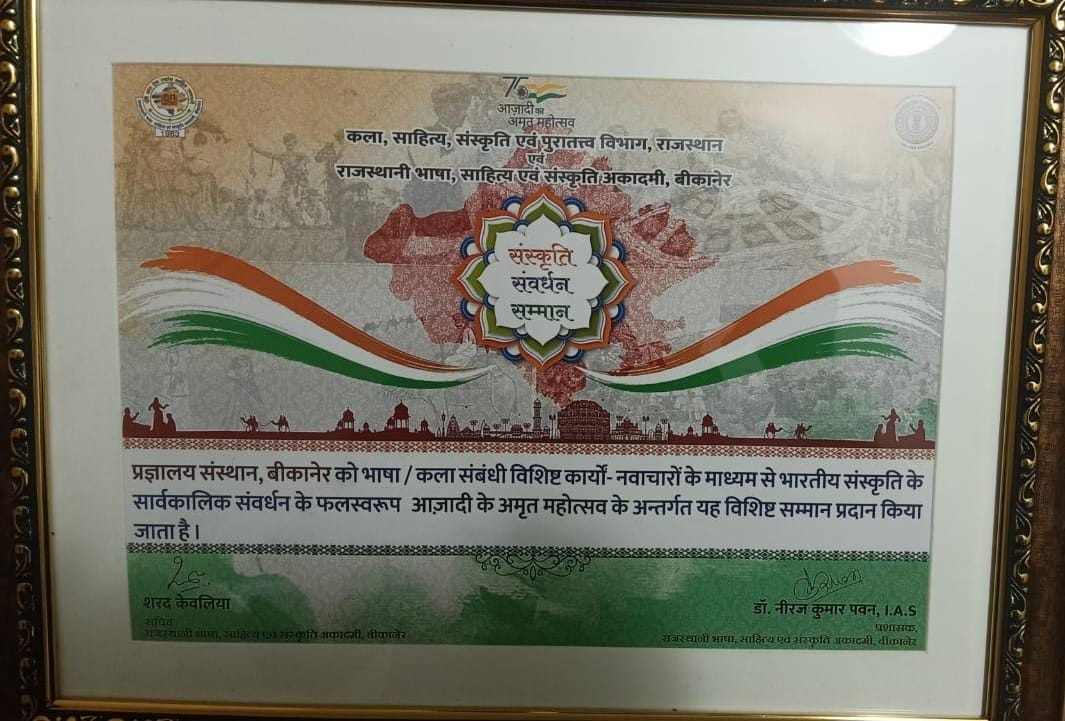 75
आज़ादी का
अमृत महोत्सव
कला, साहित्य, संस्कृति एवं पुरातत्त्व विभाग, राजस्थान
एवं
राजस्थानी भाषा, साहित्य एवं संस्कृति अकादमी, बीकानेर
संस्कृति
संवर्धन
सम्मान
प्रज्ञालय संस्थान, बीकानेर को भाषा / कला संबंधी विशिष्ट कार्यों- नवाचारों के माध्यम से भारतीय संस्कृति के
सार्वकालिक संवर्धन के फलस्वरूप आज़ादी के अमृत महोत्सव के अन्तर्गत यह विशिष्ट सम्मान प्रदान किया
जाता है।
शरद केवलिया
सचिव
राजस्थानी भाषा, साहित्य एवं संस्कृति अकादमी, बीकानेर
डॉ. नीरज कुमार पवन, I.A.S
प्रशासक,
राजस्थानी भाषा, साहित्य एवं संस्कृति अकादमी, बीकानेर